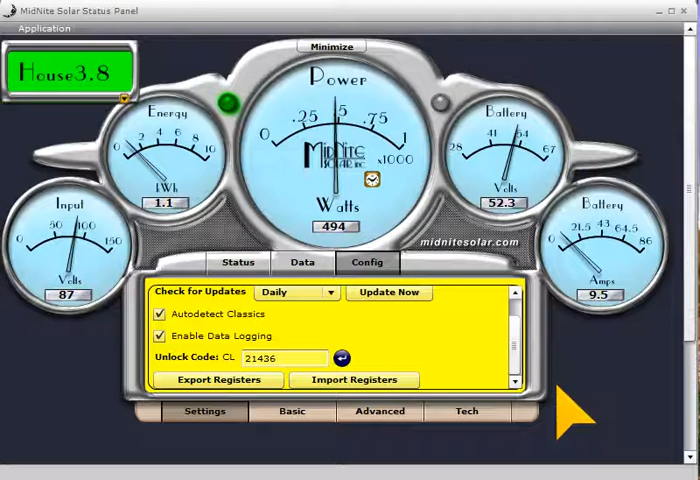 MidNite Solar Status Panel
Application
House3.8
Minimize
Power
0 .25 .5 .75 1
x1000
MidNite
SOLAR INC.
Watts
494
Energy
0 2 4 6 8 10
kWh
1.1
Battery
28 41 54 67
Volts
52.3
Input
0 50 100 150
Volts
87
Battery
0 21.5 43 64.5 86
Amps
9.5
midnitesolar.com
Status Data Config
Check for Updates Daily Update Now
Autodetect Classics
Enable Data Logging
Unlock Code: CL 21436
Export Registers Import Registers
Settings Basic Advanced Tech